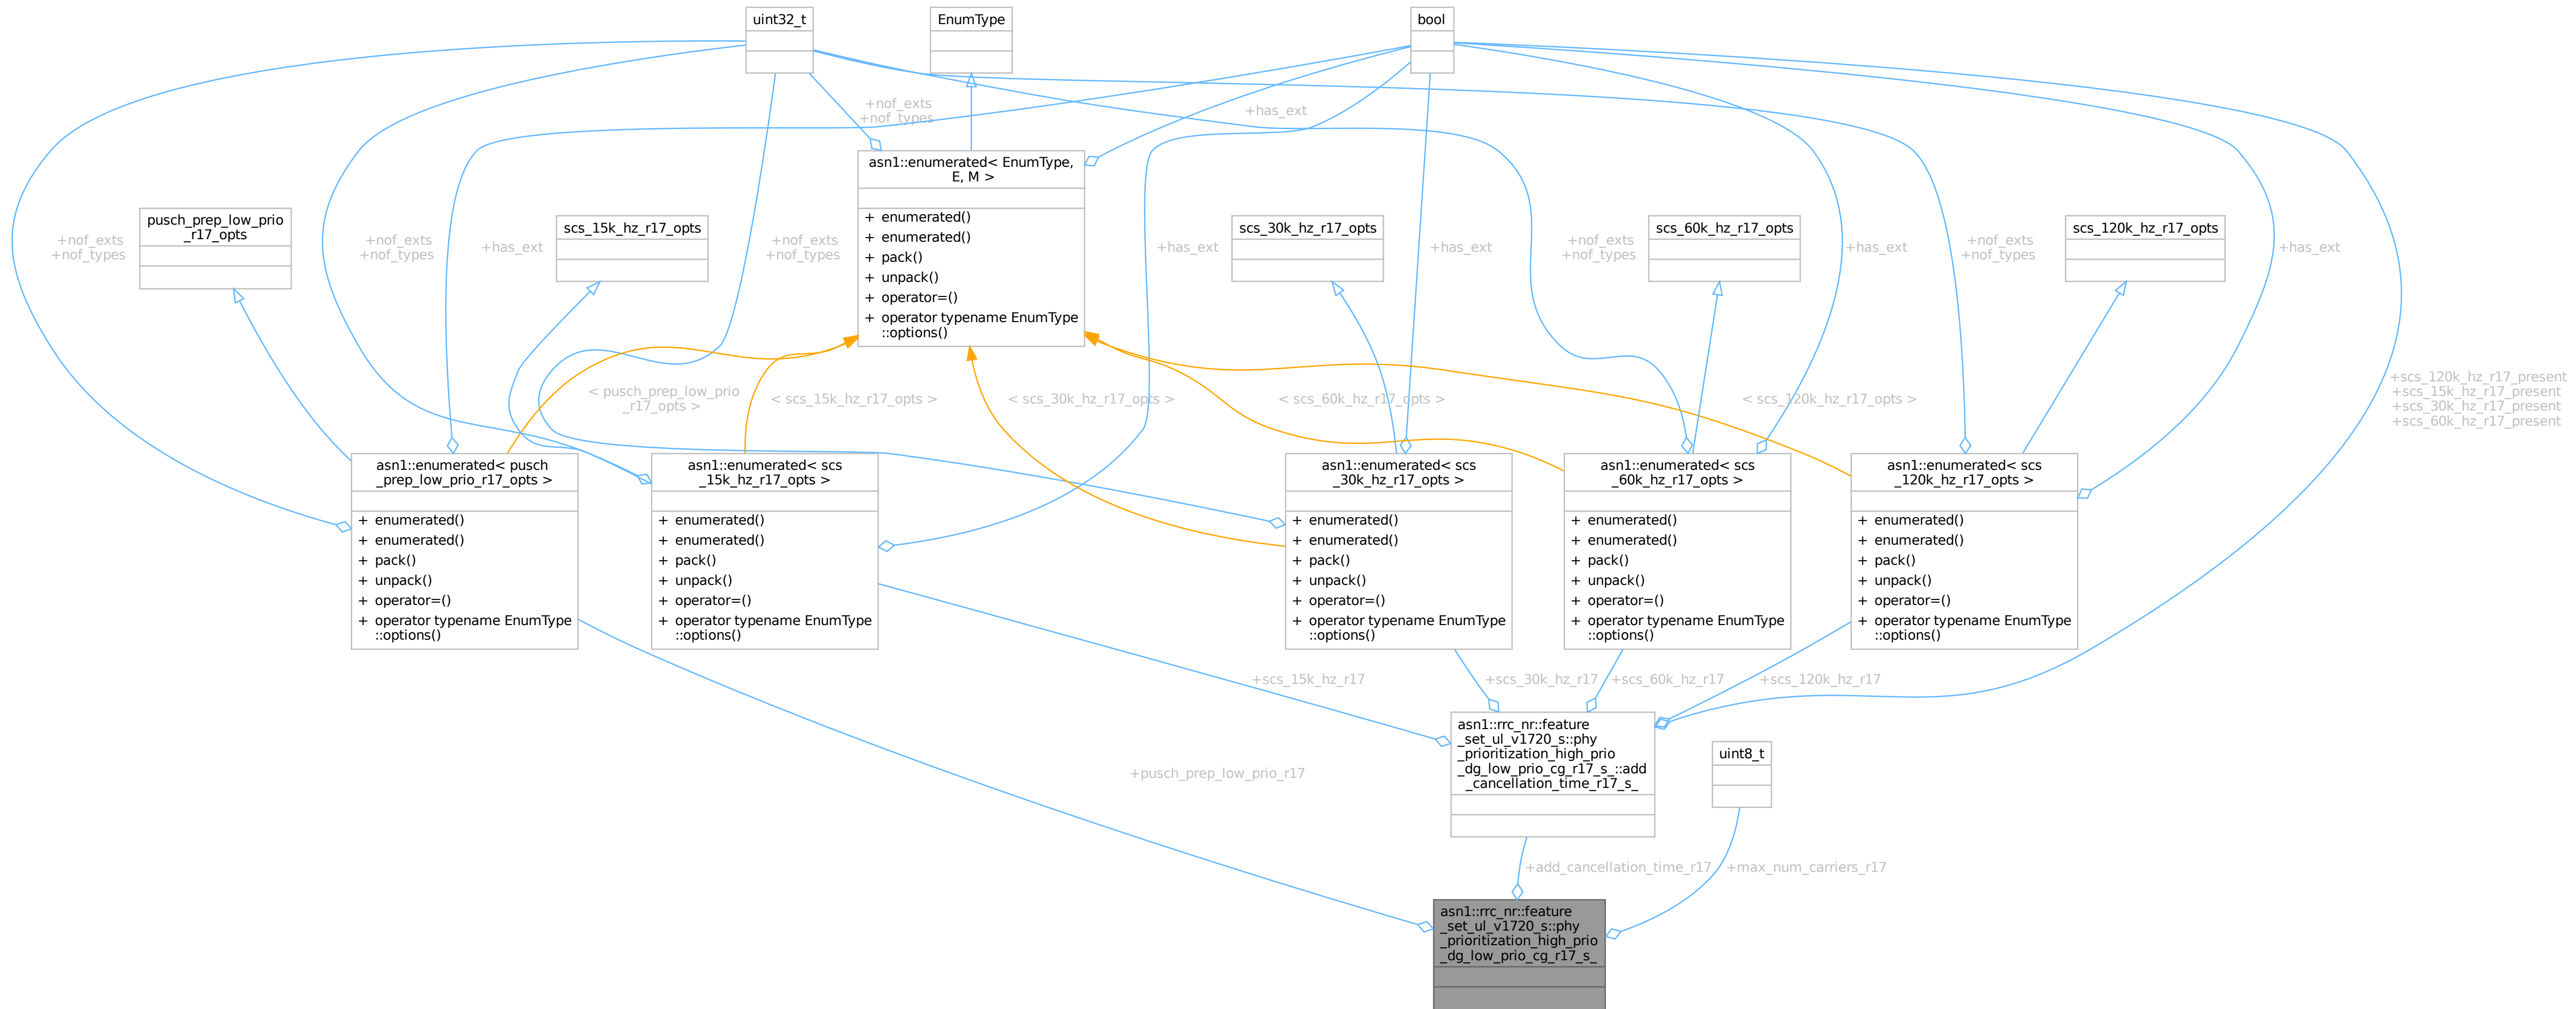 uint32_t
EnumType
bool
+nof_exts
+nof_types
+has_ext
asn1::enumerated< EnumType,
E, M >
+ enumerated()
+ enumerated()
+ pack()
+ unpack()
+ operator=()
+ operator typename EnumType
::options()
pusch_prep_low_prio
_r17_opts
scs_15k_hz_r17_opts
scs_30k_hz_r17_opts
scs_60k_hz_r17_opts
scs_120k_hz_r17_opts
+nof_exts
+nof_types
+nof_exts
+nof_types
+has_ext
+nof_exts
+nof_types
+has_ext
+has_ext
+nof_exts
+nof_types
+has_ext
+nof_exts
+nof_types
+has_ext
< pusch_prep_low_prio
_r17_opts >
< scs_15k_hz_r17_opts >
< scs_30k_hz_r17_opts >
< scs_60k_hz_r17_opts >
< scs_120k_hz_r17_opts >
+scs_120k_hz_r17_present
+scs_15k_hz_r17_present
+scs_30k_hz_r17_present
+scs_60k_hz_r17_present
asn1::enumerated< pusch
_prep_low_prio_r17_opts >
+ enumerated()
+ enumerated()
+ pack()
+ unpack()
+ operator=()
+ operator typename EnumType
::options()
asn1::enumerated< scs
_15k_hz_r17_opts >
+ enumerated()
+ enumerated()
+ pack()
+ unpack()
+ operator=()
+ operator typename EnumType
::options()
asn1::enumerated< scs
_30k_hz_r17_opts >
+ enumerated()
+ enumerated()
+ pack()
+ unpack()
+ operator=()
+ operator typename EnumType
::options()
asn1::enumerated< scs
_60k_hz_r17_opts >
+ enumerated()
+ enumerated()
+ pack()
+ unpack()
+ operator=()
+ operator typename EnumType
::options()
asn1::enumerated< scs
_120k_hz_r17_opts >
+ enumerated()
+ enumerated()
+ pack()
+ unpack()
+ operator=()
+ operator typename EnumType
::options()
+scs_15k_hz_r17
+scs_30k_hz_r17
+scs_60k_hz_r17
+scs_120k_hz_r17
+pusch_prep_low_prio_r17
asn1::rrc_nr::feature
_set_ul_v1720_s::phy
_prioritization_high_prio
_dg_low_prio_cg_r17_s_::add
_cancellation_time_r17_s_
uint8_t
+add_cancellation_time_r17
+max_num_carriers_r17
asn1::rrc_nr::feature
_set_ul_v1720_s::phy
_prioritization_high_prio
_dg_low_prio_cg_r17_s_